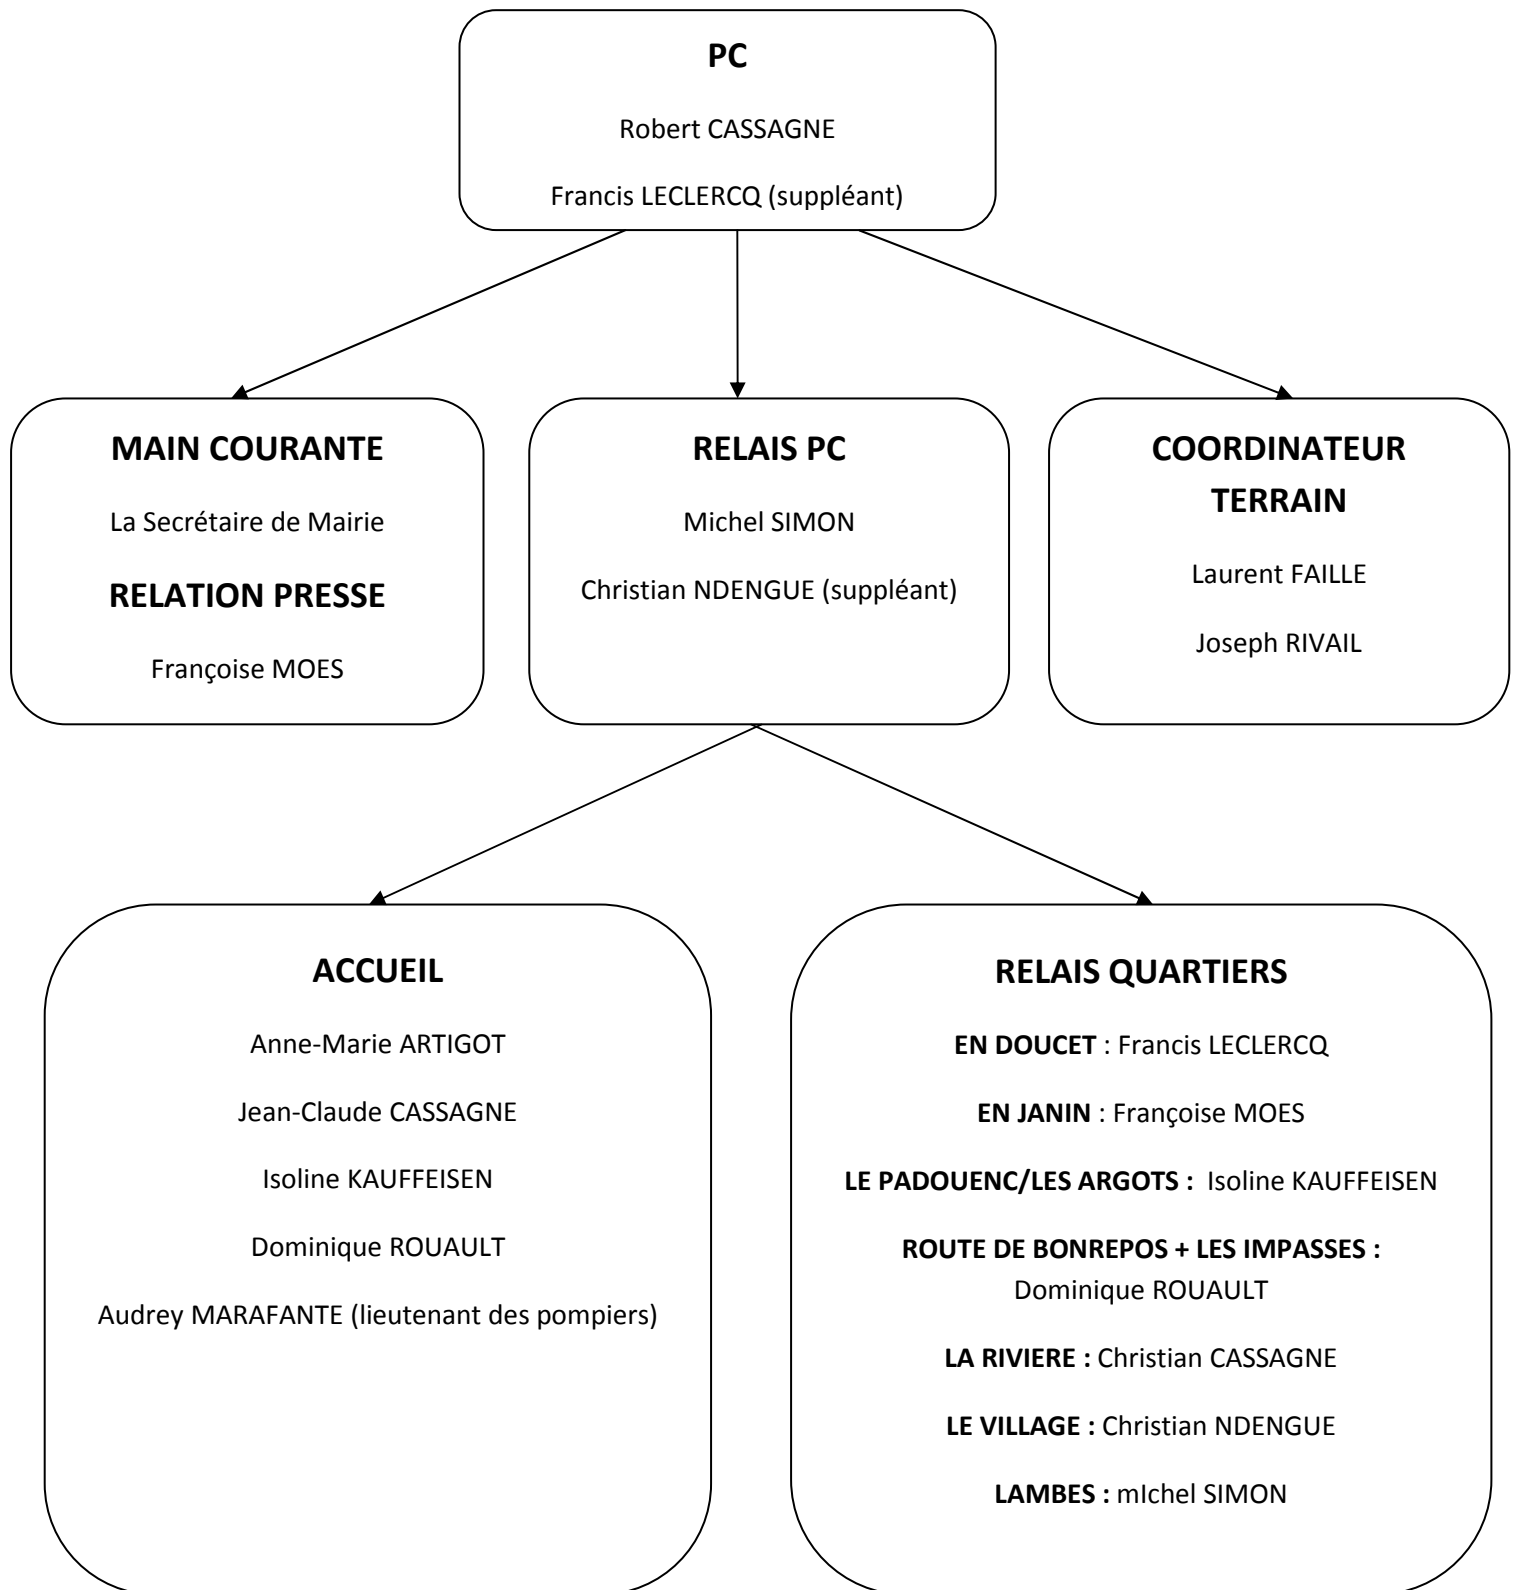 PC
Robert CASSAGNE
Francis LECLERCQ (suppléant)
MAIN COURANTE
La Secrétaire de Mairie
RELATION PRESSE
Françoise MOES
RELAIS PC
Michel SIMON
Christian NDENGUE (suppléant)
COORDINATEUR
TERRAIN
Laurent FAILLE
Joseph RIVAIL
ACCUEIL
Anne-Marie ARTIGOT
Jean-Claude CASSAGNE
Isoline KAUFFEISEN
Dominique ROUAULT
Audrey MARAFANTE (lieutenant des pompiers)
RELAIS QUARTIERS
EN DOUCET : Francis LECLERCQ
EN JANIN : Françoise MOES
LE PADOUENC/LES ARGOTS : Isoline KAUFFEISEN
ROUTE DE BONREPOS + LES IMPASSES :
Dominique ROUAULT
LA RIVIERE : Christian CASSAGNE
LE VILLAGE : Christian NDENGUE
LAMBES : mIchel SIMON